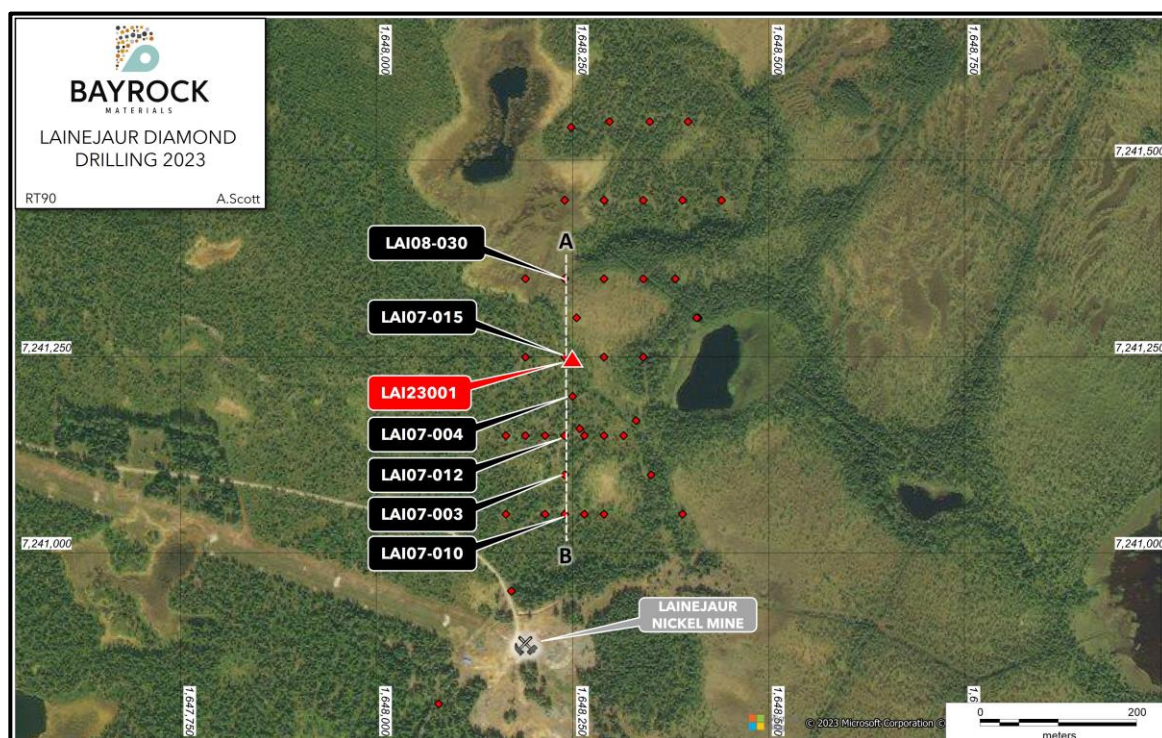 BAYROCK
MATERIALS
LAINEJAUR DIAMOND
DRILLING 2023
RT90 A.Scott
1,648,000
1,648,250
1,648,500
1,648,750
7,241,500
A
LAI08-030
LAI07-015
7,241,250
7,241,250
LAI23001
LAI07-004
LAI07-012
LAI07-003
LAI07-010
7,241,000
7,241,000
B
LAINEJAUR
NICKEL MINE
1,647,750
1,648,000
1,648,250
1,648,500
© 2023 Microsoft Corporation ©
0 200
meters